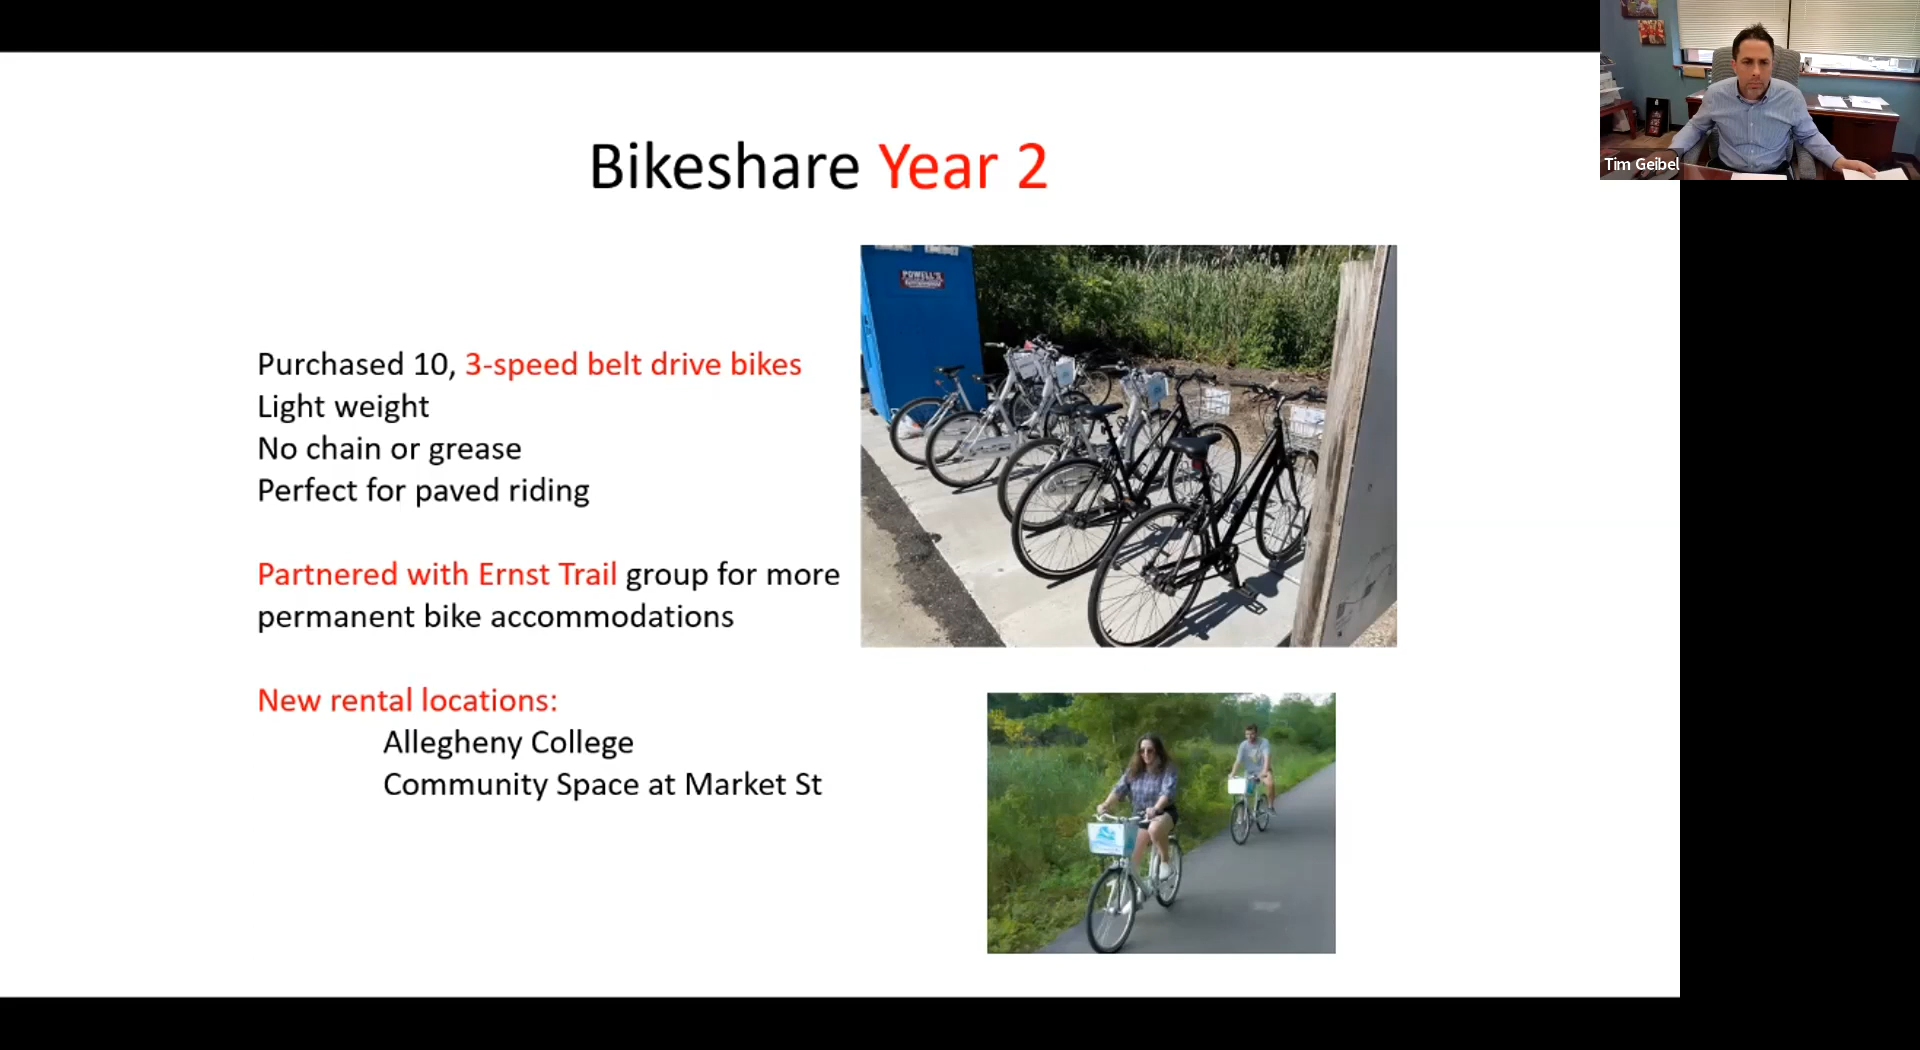 Bikeshare Year 2
Tim Geibel
POWELL'S
Purchased 10, 3-speed belt drive bikes
Light weight
No chain or grease
Perfect for paved riding
Partnered with Ernst Trail group for more
permanent bike accommodations
New rental locations:
Allegheny College
Community Space at Market St